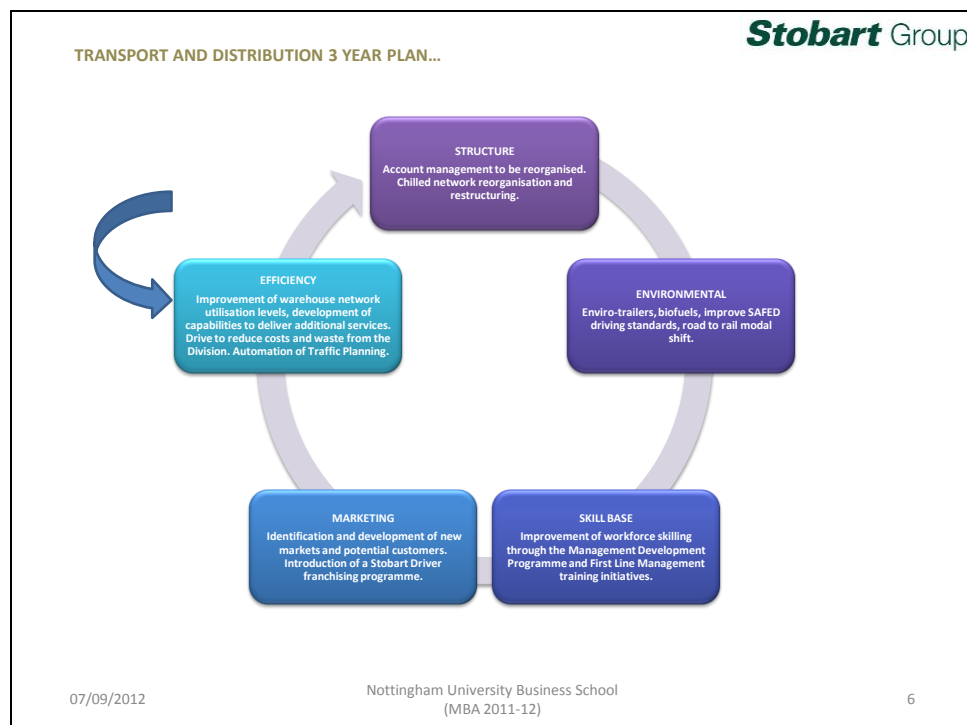 Stobart Group
TRANSPORT AND DISTRIBUTION 3 YEAR PLAN…
STRUCTURE
Account management to be reorganised.
Chilled network reorganisation and
restructuring.
EFFICIENCY
Improvement of warehouse network
utilisation levels, development of
capabilities to deliver additional services.
Drive to reduce costs and waste from the
Division. Automation of Traffic Planning.
ENVIRONMENTAL
Enviro-trailers, biofuels, improve SAFED
driving standards, road to rail modal
shift.
MARKETING
Identification and development of new
markets and potential customers.
Introduction of a Stobart Driver
franchising programme.
SKILL BASE
Improvement of workforce skilling
through the Management Development
Programme and First Line Management
training initiatives.
07/09/2012
Nottingham University Business School
(MBA 2011-12)
6